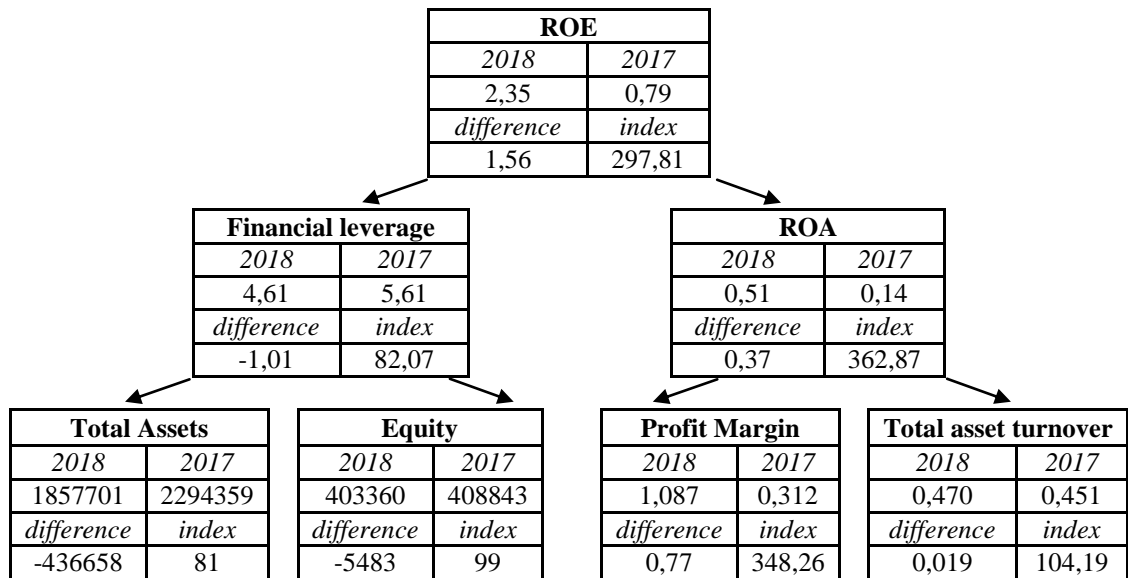 ROE
2018 2017
2,35 0,79
difference index
1,56 297,81
Financial leverage
2018 2017
4,61 5,61
difference index
-1,01 82,07
ROA
2018 2017
0,51 0,14
difference index
0,37 362,87
Total Assets
2018 2017
1857701 2294359
difference index
-436658 81
Equity
2018 2017
403360 408843
difference index
-5483 99
Profit Margin
2018 2017
1,087 0,312
difference index
0,77 348,26
Total asset turnover
2018 2017
0,470 0,451
difference index
0,019 104,19